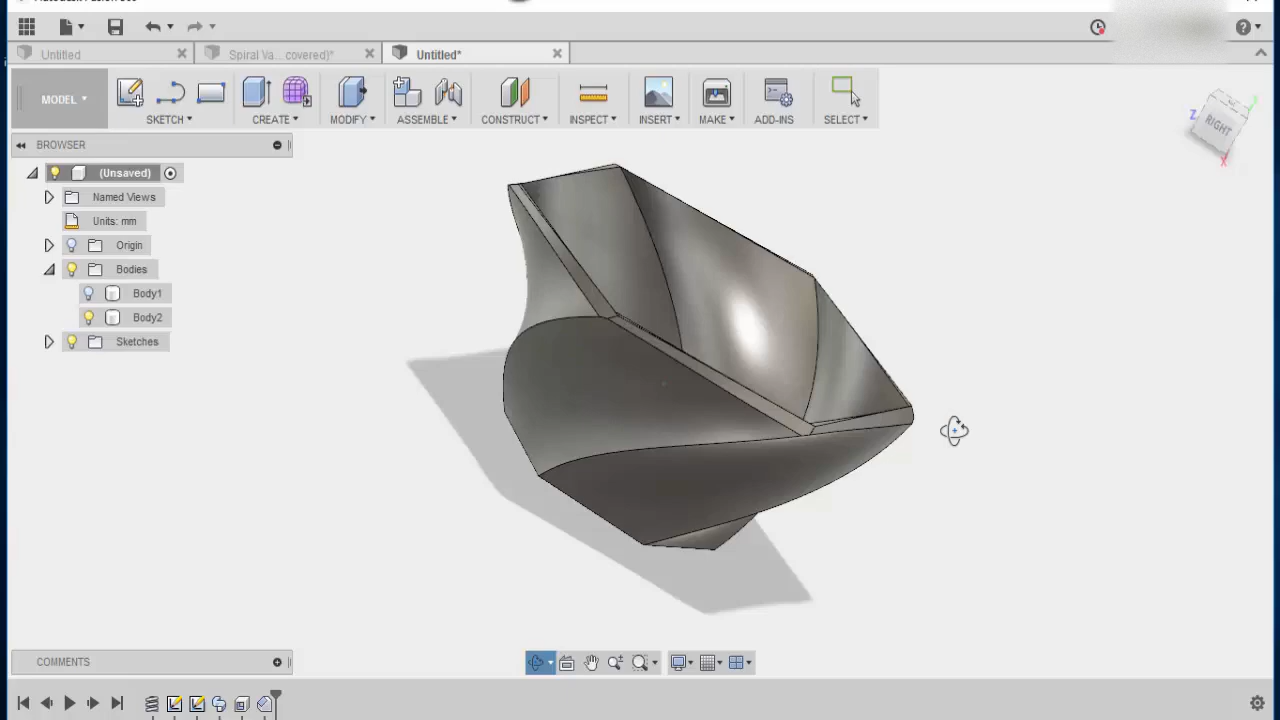 Untitled
Spiral Va...covered)*
Untitled*
MODEL
SKETCH
CREATE
MODIFY
ASSEMBLE
CONSTRUCT
INSPECT
INSERT
MAKE
ADD-INS
SELECT
Z
RIGHT
X
BROWSER
(Unsaved)
Named Views
Units: mm
Origin
Bodies
Body1
Body2
Sketches
COMMENTS